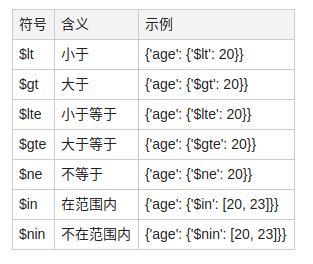 符号 含义 示例
$lt 小于 {'age': {'$lt': 20}}
$gt 大于 {'age': {'$gt': 20}}
$lte 小于等于 {'age': {'$lte': 20}}
$gte 大于等于 {'age': {'$gte': 20}}
$ne 不等于 {'age': {'$ne': 20}}
$in 在范围内 {'age': {'$in': [20, 23]}}
$nin 不在范围内 {'age': {'$nin': [20, 23]}}